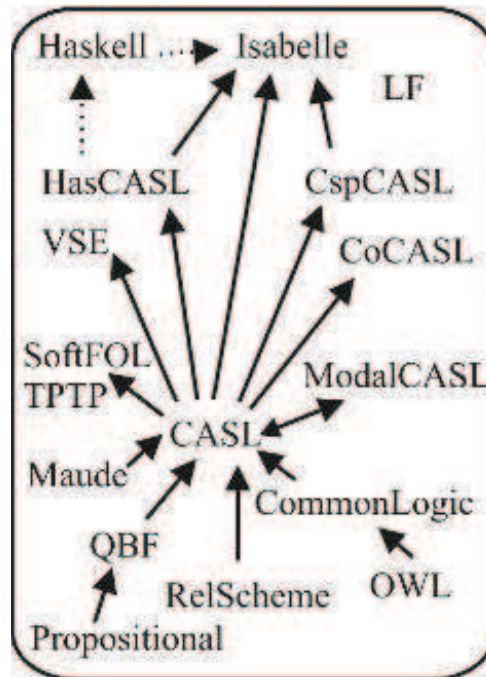 Haskell Isabelle
LF
HasCASL CspCASL
VSE CoCASL
SoftFOL
TPTP ModalCASL
CASL
Maude CommonLogic
QBF
RelScheme OWL
Propositional